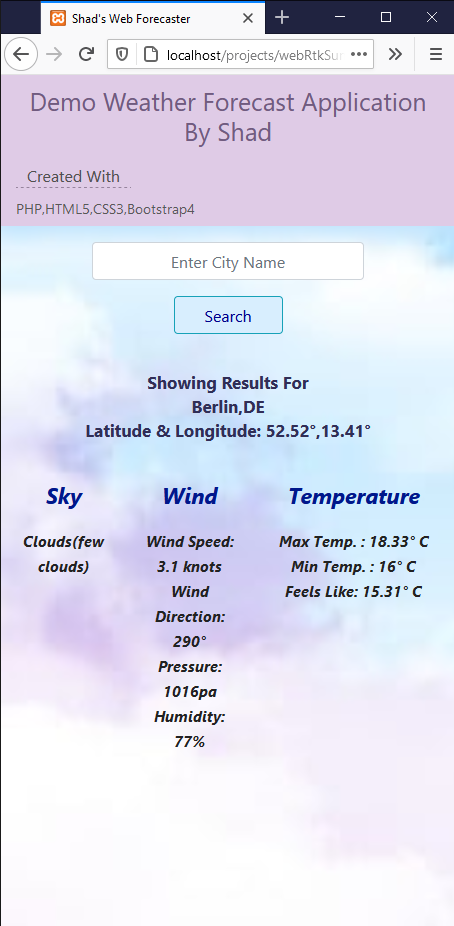 Shad's Web Forecaster
localhost/projects/webRtkSu
Demo Weather Forecast Application
By Shad
Created With
PHP,HTML5,CSS3,Bootstrap4
Enter City Name
Search
Showing Results For
Berlin,DE
Latitude & Longitude: 52.52°,13.41°
Sky
Clouds(few
clouds)
Wind
Wind Speed:
3.1 knots
Wind
Direction:
290°
Pressure:
1016pa
Humidity:
77%
Temperature
Max Temp. : 18.33° C
Min Temp. : 16° C
Feels Like: 15.31° C